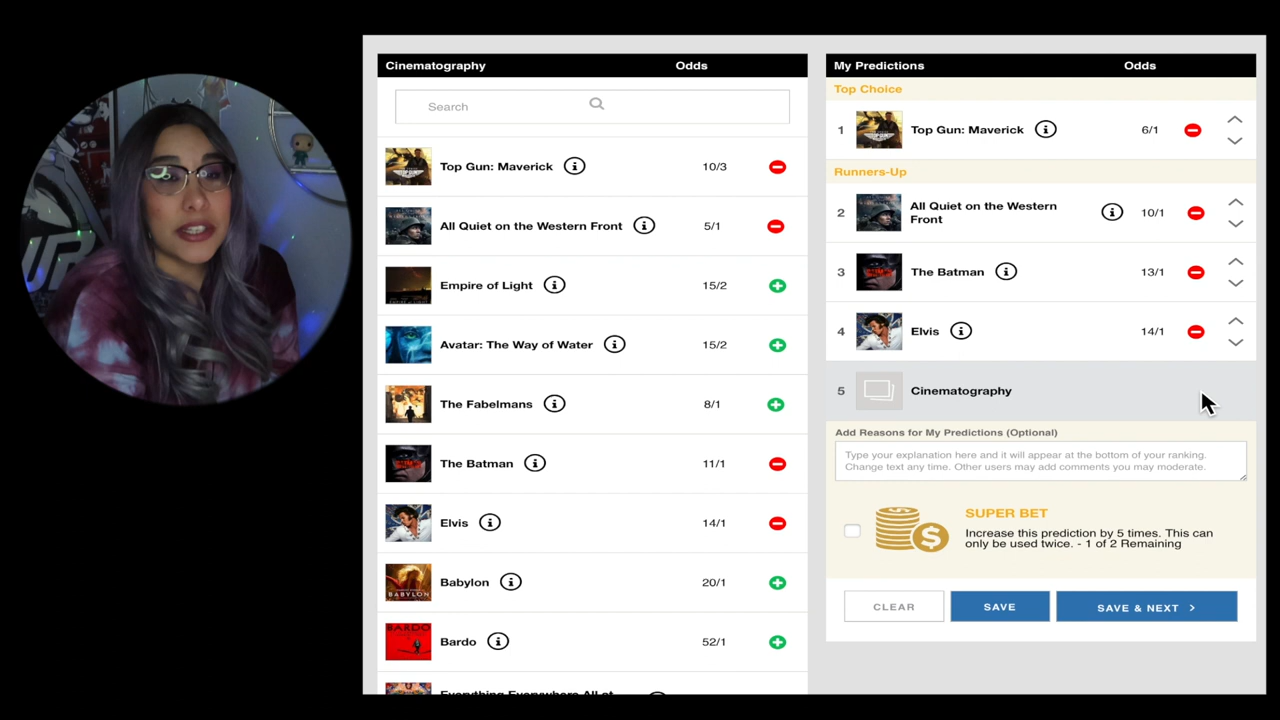 Cinematography Odds
Search
Top Gun: Maverick i 10/3
All Quiet on the Western Front i 5/1
Empire of Light i 15/2
Avatar: The Way of Water i 15/2
The Fabelmans i 8/1
The Batman i 11/1
Elvis i 14/1
BABYLON
Babylon i 20/1
BARDO
Bardo i 52/1
Everything Everywhere All at
My Predictions Odds
Top Choice
1 Top Gun: Maverick i 6/1
Runners-Up
2 All Quiet on the Western
Front i 10/1
3 The Batman i 13/1
4 Elvis i 14/1
5 Cinematography
Add Reasons for My Predictions (Optional)
Type your explanation here and it will appear at the bottom of your ranking.
Change text any time. Other users may add comments you may moderate.
$
SUPER BET
Increase this prediction by 5 times. This can
only be used twice. - 1 of 2 Remaining
CLEAR SAVE SAVE & NEXT >